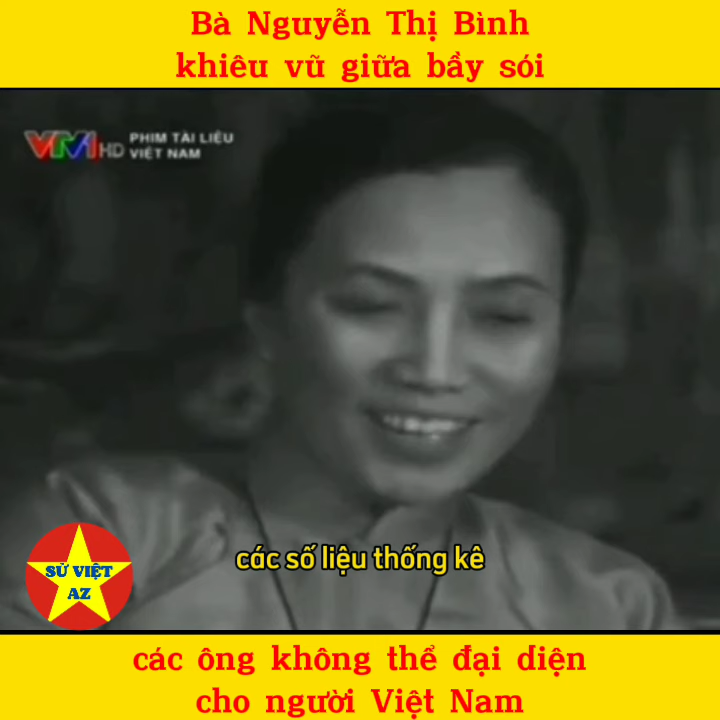 Bà Nguyễn Thị Bình
khiêu vũ giữa bầy sói
VTV1 HD PHIM TÀI LIỆU
VIỆT NAM
các số liệu thống kê
SỬ VIỆT
AZ
các ông không thể đại diện
cho người Việt Nam